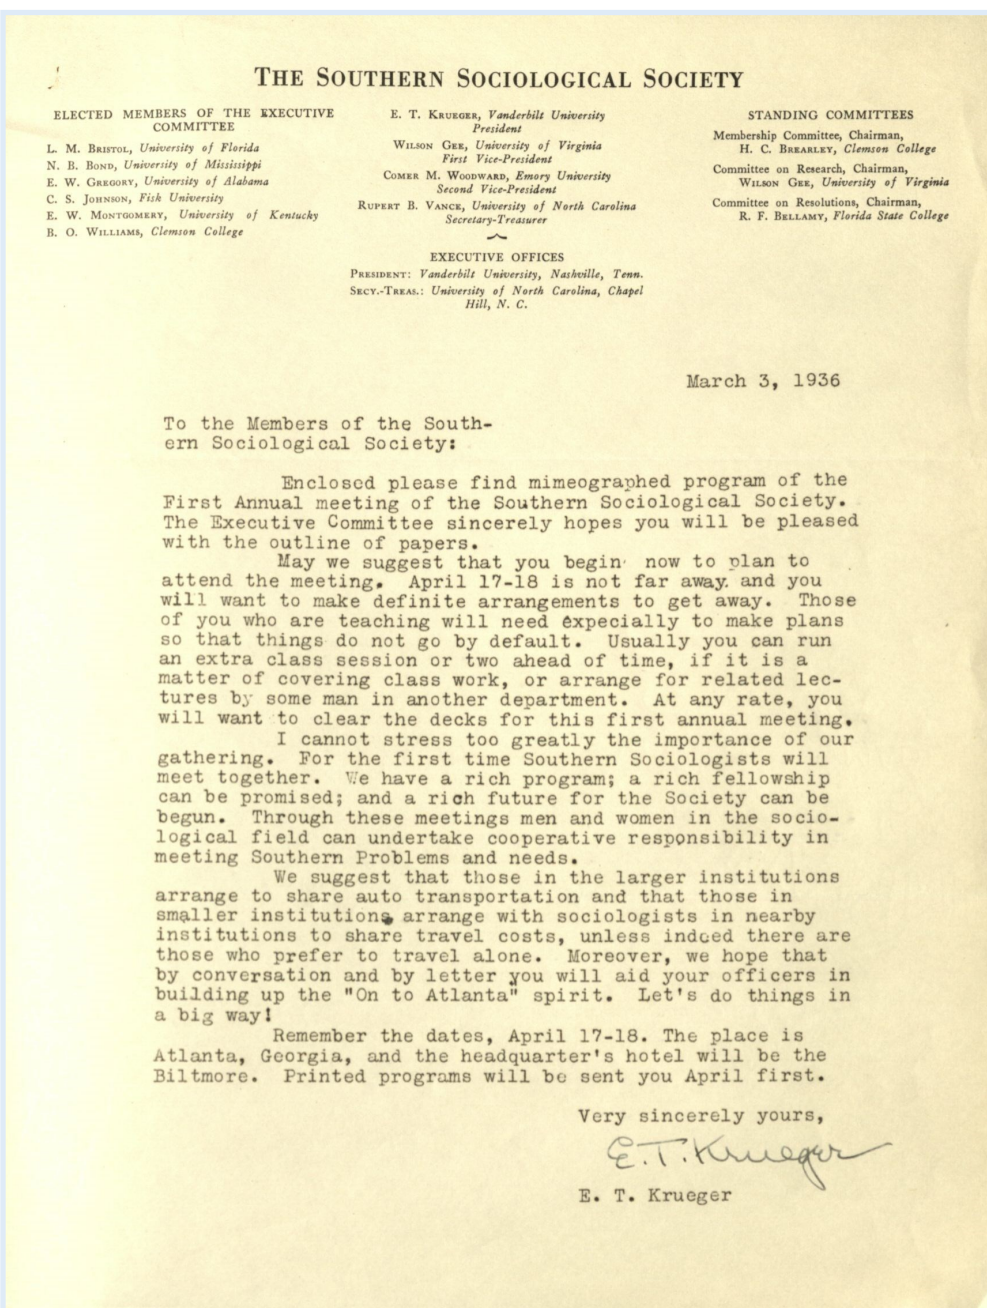 THE SOUTHERN SOCIOLOGICAL SOCIETY
ELECTED MEMBERS OF THE EXECUTIVE
COMMITTEE
L. M. BRISTOL, University of Florida
N. B. BOND, University of Mississippi
E. W. GREGORY, University of Alabama
C. S. JOHNSON, Fisk University
E. W. MONTGOMERY, University of Kentucky
B. O. WILLIAMS, Clemson College
E. T. KRUEGER, Vanderbilt University
President
WILSON GEE, University of Virginia
First Vice-President
COMER M. WOODWARD, Emory University
Second Vice-President
RUPERT B. VANCE, University of North Carolina
Secretary-Treasurer
EXECUTIVE OFFICES
PRESIDENT: Vanderbilt University, Nashville, Tenn.
SECY.-TREAS.: University of North Carolina, Chapel
Hill, N. C.
STANDING COMMITTEES
Membership Committee, Chairman,
H. C. BREARLEY, Clemson College
Committee on Research, Chairman,
WILSON GEE, University of Virginia
Committee on Resolutions, Chairman,
R. F. BELLAMY, Florida State College
March 3, 1936
To the Members of the South-
ern Sociological Society:
Enclosed please find mimeographed program of the
First Annual meeting of the Southern Sociological Society.
The Executive Committee sincerely hopes you will be pleased
with the outline of papers.
May we suggest that you begin now to plan to
attend the meeting. April 17-18 is not far away. and you
will want to make definite arrangements to get away. Those
of you who are teaching will need expecially to make plans
so that things do not go by default. Usually you can run
an extra class session or two ahead of time, if it is a
matter of covering class work, or arrange for related lec-
tures by some man in another department. At any rate, you
will want to clear the decks for this first annual meeting.
I cannot stress too greatly the importance of our
gathering. For the first time Southern Sociologists will
meet together. We have a rich program; a rich fellowship
can be promised; and a rich future for the Society can be
begun. Through these meetings men and women in the socio-
logical field can undertake cooperative responsibility in
meeting Southern Problems and needs.
We suggest that those in the larger institutions
arrange to share auto transportation and that those in
smaller institutions arrange with sociologists in nearby
institutions to share travel costs, unless indeed there are
those who prefer to travel alone. Moreover, we hope that
by conversation and by letter you will aid your officers in
building up the "On to Atlanta" spirit. Let's do things in
a big way!
Remember the dates, April 17-18. The place is
Atlanta, Georgia, and the headquarter's hotel will be the
Biltmore. Printed programs will be sent you April first.
Very sincerely yours,
E. T. Krueger
E. T. Krueger